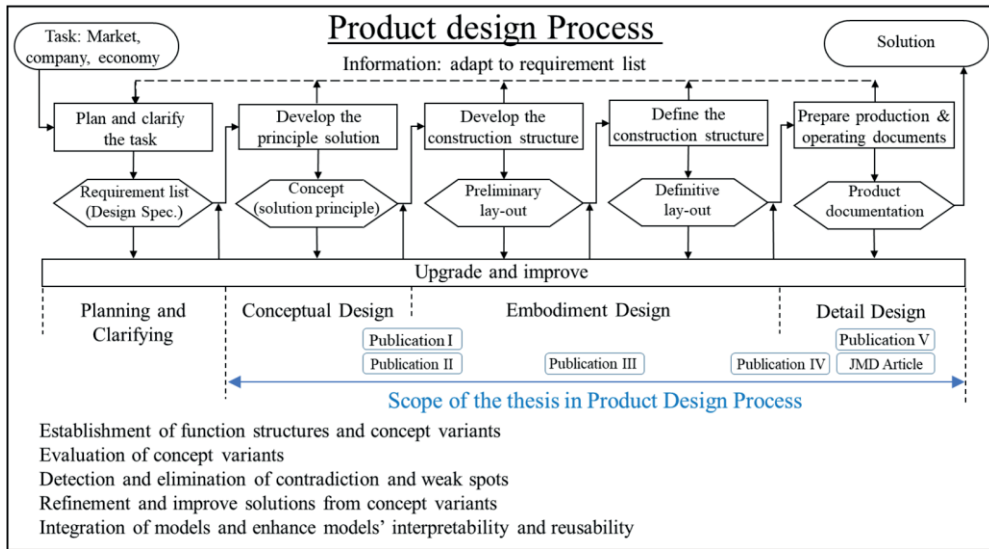 Product design Process
Task: Market,
company, economy
Solution
Information: adapt to requirement list
Plan and clarify
the task
Develop the
principle solution
Develop the
construction structure
Define the
construction structure
Prepare production &
operating documents
Requirement list
(Design Spec.)
Concept
(solution principle)
Preliminary
lay-out
Definitive
lay-out
Product
documentation
Upgrade and improve
Planning and
Clarifying
Conceptual Design
Embodiment Design
Detail Design
Publication I
Publication II
Publication III
Publication IV
Publication V
JMD Article
Scope of the thesis in Product Design Process
Establishment of function structures and concept variants
Evaluation of concept variants
Detection and elimination of contradiction and weak spots
Refinement and improve solutions from concept variants
Integration of models and enhance models’ interpretability and reusability